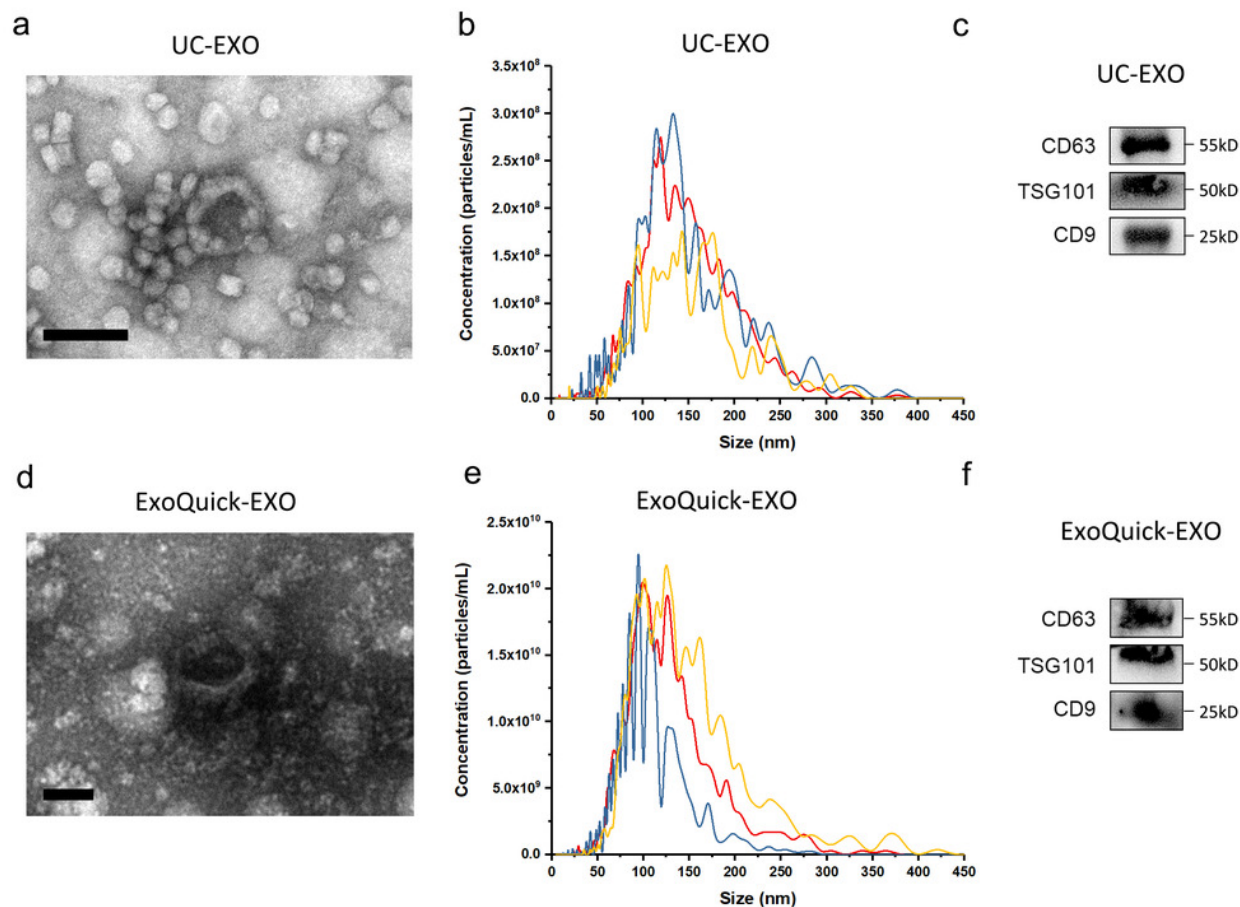 a
UC-EXO
b
UC-EXO
3.5x10⁸
3.0x10⁸
2.5x10⁸
2.0x10⁸
1.5x10⁸
1.0x10⁸
5.0x10⁷
0.0
Concentration (particles/mL)
0 50 100 150 200 250 300 350 400 450
Size (nm)
c
UC-EXO
CD63 55kD
TSG101 50kD
CD9 25kD
d
ExoQuick-EXO
e
ExoQuick-EXO
2.5x10¹⁰
2.0x10¹⁰
1.5x10¹⁰
1.0x10¹⁰
5.0x10⁹
0.0
Concentration (particles/mL)
0 50 100 150 200 250 300 350 400 450
Size (nm)
f
ExoQuick-EXO
CD63 55kD
TSG101 50kD
CD9 25kD